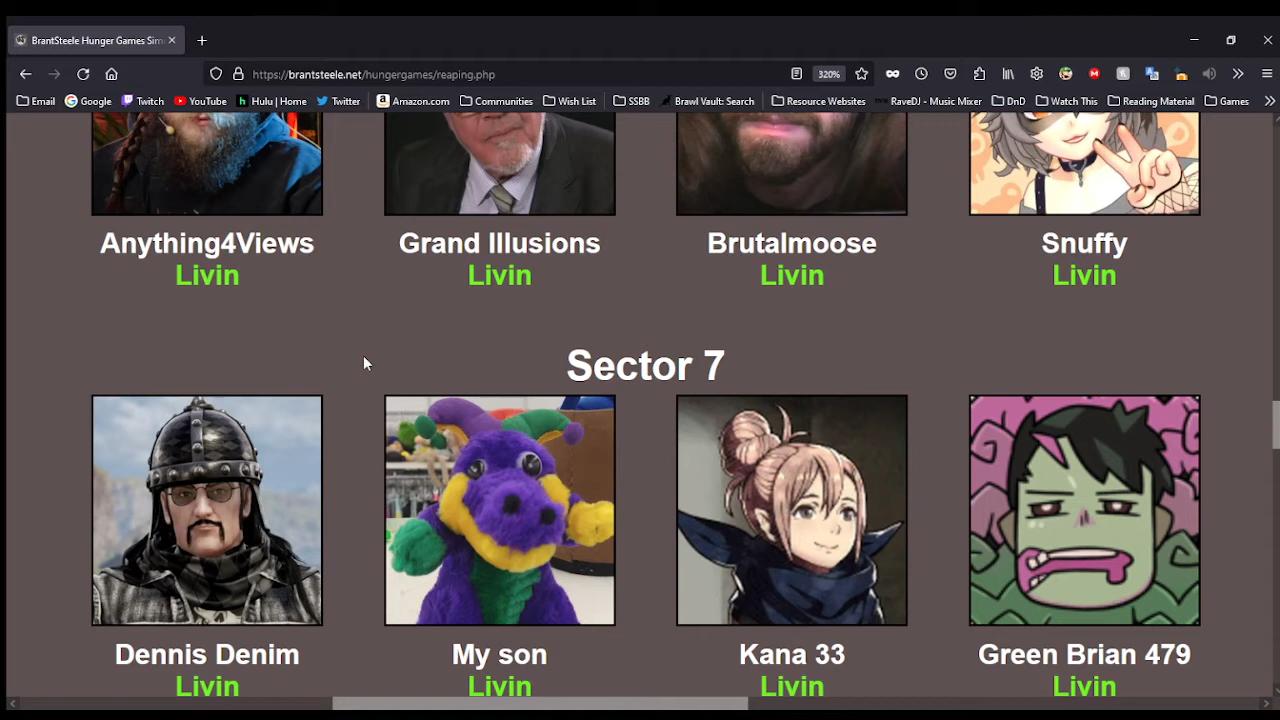 BrantSteele Hunger Games Sim
https://brantsteele.net/hungergames/reaping.php
320%
Email Google Twitch YouTube Hulu | Home Twitter Amazon.com Communities Wish List SSBB Brawl Vault: Search Resource Websites RaveDJ - Music Mixer DnD Watch This Reading Material Games
Anything4Views Grand Illusions Brutalmoose Snuffy
Livin Livin Livin Livin
Sector 7
Dennis Denim My son Kana 33 Green Brian 479
Livin Livin Livin Livin